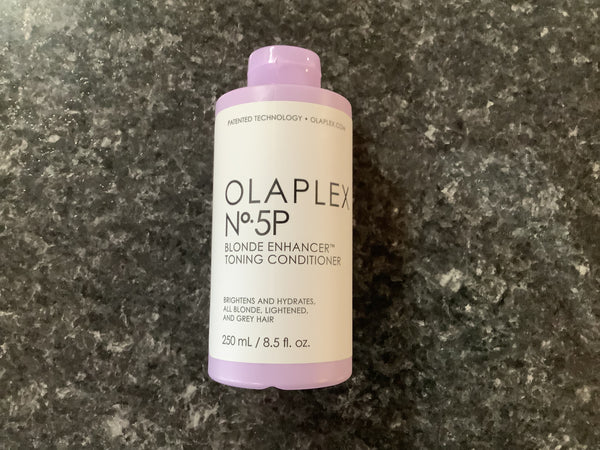 PATENTED TECHNOLOGY • OLAPLEX.COM
OLAPLEX
Nº.5P
BLONDE ENHANCER™
TONING CONDITIONER
BRIGHTENS AND HYDRATES,
ALL BLONDE, LIGHTENED,
AND GREY HAIR
250 mL / 8.5 fl. oz.